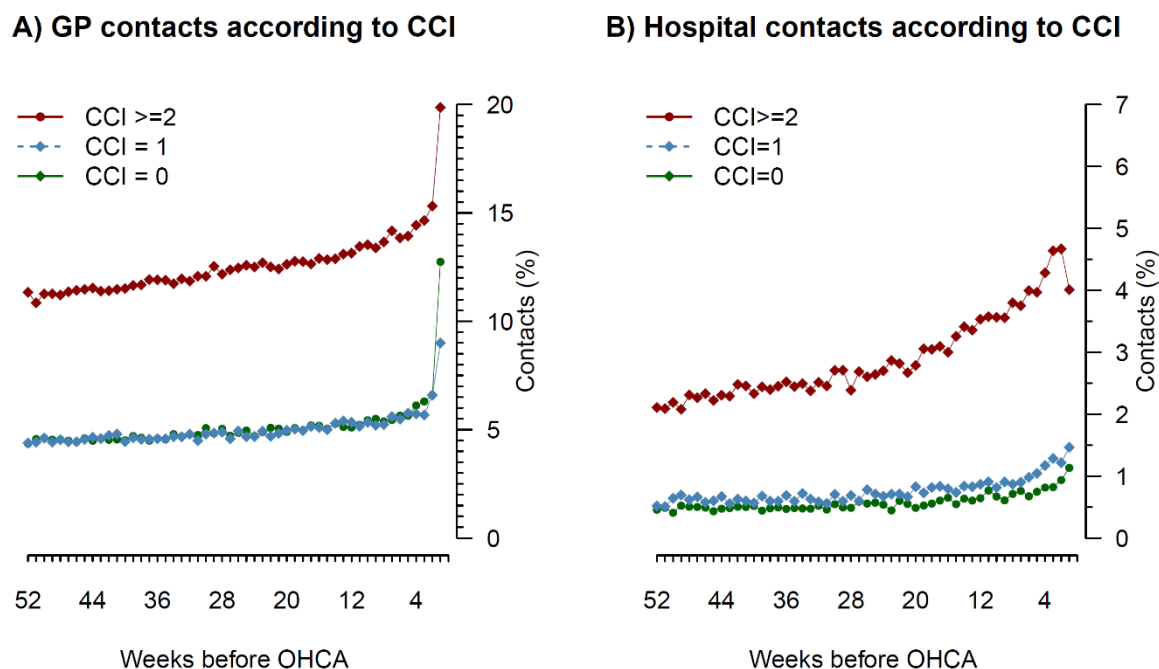 A) GP contacts according to CCI
CCI >=2
CCI = 1
CCI = 0
20
15
10
5
0
Contacts (%)
52 44 36 28 20 12 4
Weeks before OHCA
B) Hospital contacts according to CCI
CCI>=2
CCI=1
CCI=0
7
6
5
4
3
2
1
0
Contacts (%)
52 44 36 28 20 12 4
Weeks before OHCA